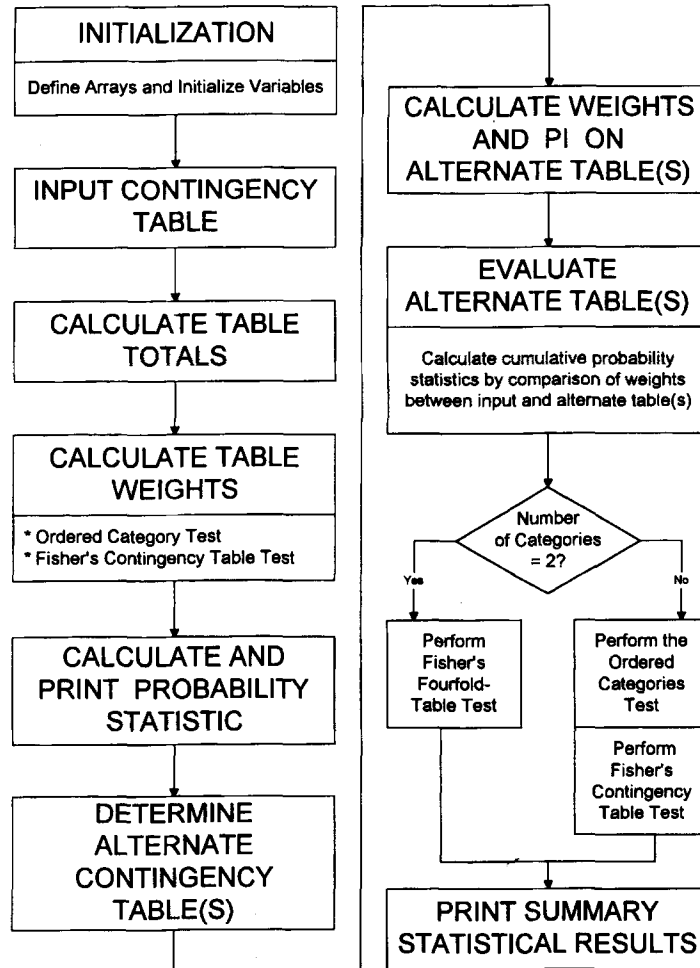 INITIALIZATION
Define Arrays and Initialize Variables
INPUT CONTINGENCY
TABLE
CALCULATE TABLE
TOTALS
CALCULATE TABLE
WEIGHTS
* Ordered Category Test
* Fisher's Contingency Table Test
CALCULATE AND
PRINT PROBABILITY
STATISTIC
DETERMINE
ALTERNATE
CONTINGENCY
TABLE(S)
CALCULATE WEIGHTS
AND PI ON
ALTERNATE TABLE(S)
EVALUATE
ALTERNATE TABLE(S)
Calculate cumulative probability
statistics by comparison of weights
between input and alternate table(s)
Number
of Categories
= 2?
Yes
No
Perform
Fisher's
Fourfold-
Table Test
Perform the
Ordered
Categories
Test
Perform
Fisher's
Contingency
Table Test
PRINT SUMMARY
STATISTICAL RESULTS